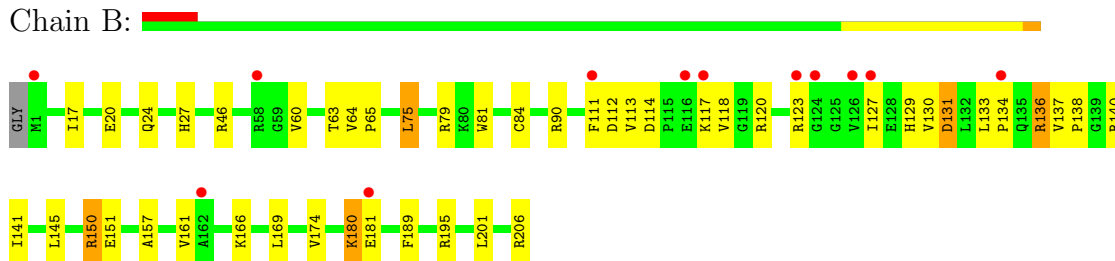 Chain B:
GLY M1 I17 E20 Q24 H27 R46 R58 G59 V60 T63 V64 P65 L75 R79 K80 W81 C84 R90 F111 D112 V113 D114 P115 E116 K117 V118 G119 R120 R123 G124 G125 V126 I127 E128 H129 V130 D131 L132 L133 P134 Q135 R136 V137 P138 G139
I141 L145 R150 E151 A157 V161 A162 K166 L169 V174 K180 E181 F189 R195 L201 R206